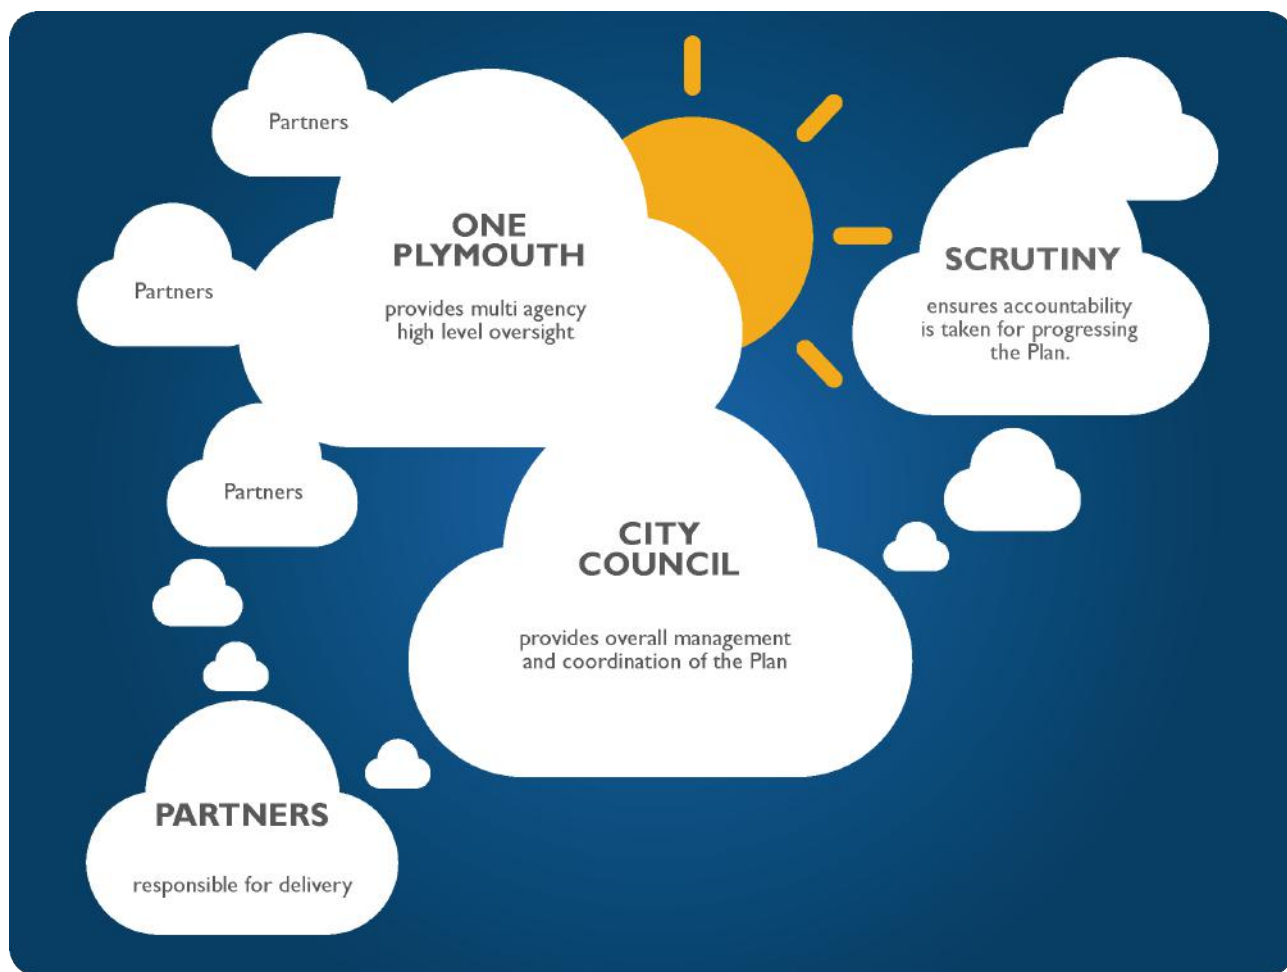 Partners
ONE
PLYMOUTH
provides multi agency
high level oversight
Partners
SCRUTINY
ensures accountability
is taken for progressing
the Plan.
Partners
CITY
COUNCIL
provides overall management
and coordination of the Plan
PARTNERS
responsible for delivery